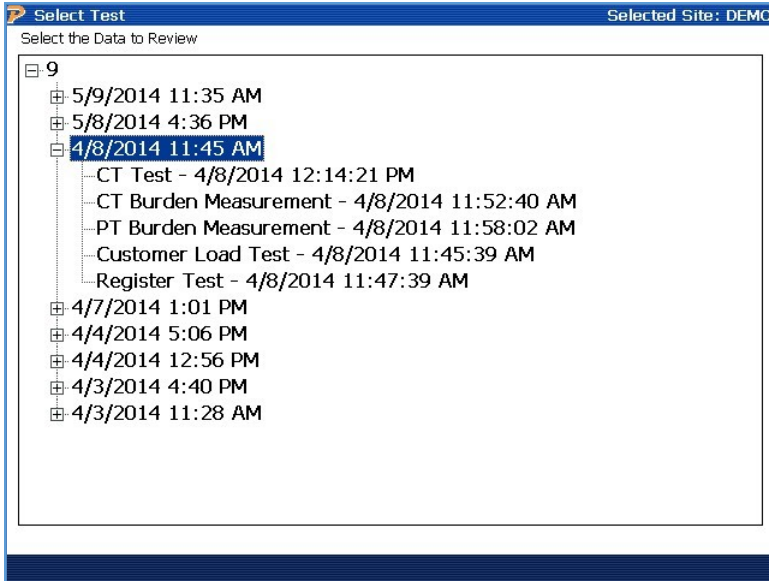 Select Test Selected Site: DEMO
Select the Data to Review
9
5/9/2014 11:35 AM
5/8/2014 4:36 PM
4/8/2014 11:45 AM
CT Test - 4/8/2014 12:14:21 PM
CT Burden Measurement - 4/8/2014 11:52:40 AM
PT Burden Measurement - 4/8/2014 11:58:02 AM
Customer Load Test - 4/8/2014 11:45:39 AM
Register Test - 4/8/2014 11:47:39 AM
4/7/2014 1:01 PM
4/4/2014 5:06 PM
4/4/2014 12:56 PM
4/3/2014 4:40 PM
4/3/2014 11:28 AM